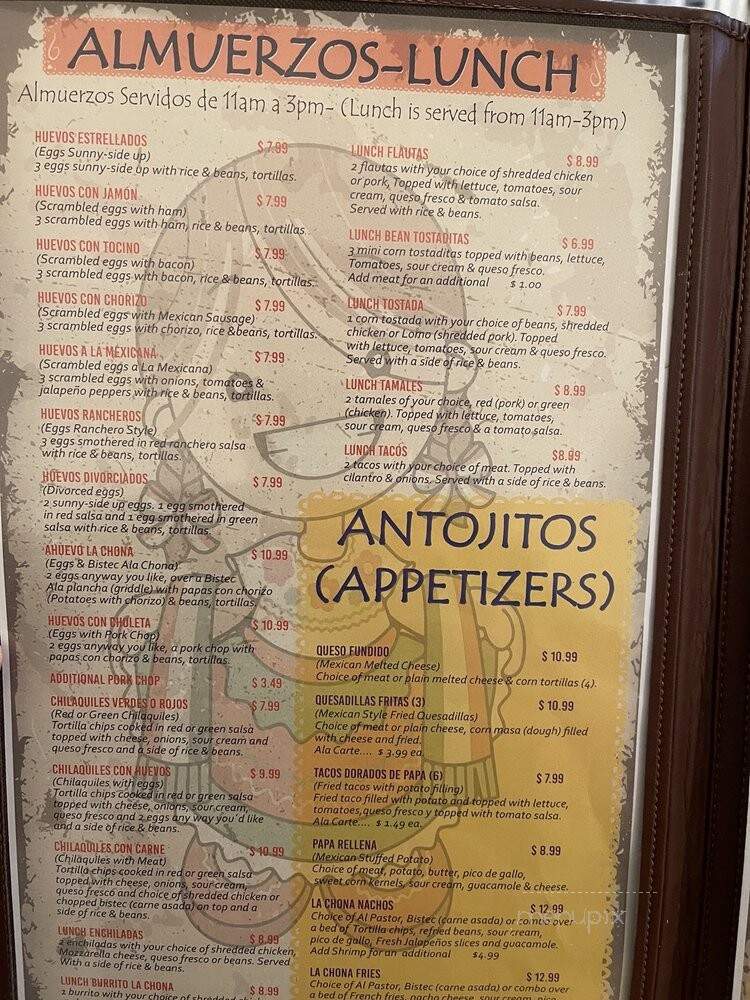 ALMUERZOS-LUNCH
Almuerzos Servidos de 11am a 3pm- (Lunch is served from 11am-3pm)
HUEVOS ESTRELLADOS $ 7.99
(Eggs Sunny-side up)
3 eggs sunny-side up with rice & beans, tortillas.
HUEVOS CON JAMÓN $ 7.99
(Scrambled eggs with ham)
3 scrambled eggs with ham, rice & beans, tortillas.
HUEVOS CON TOCINO $ 7.99
(Scrambled eggs with bacon)
3 scrambled eggs with bacon, rice & beans, tortillas.
HUEVOS CON CHORIZO $ 7.99
(Scrambled eggs with Mexican Sausage)
3 scrambled eggs with chorizo, rice &beans, tortillas.
HUEVOS A LA MEXICANA $ 7.99
(Scrambled eggs a La Mexicana)
3 scrambled eggs with onions, tomatoes &
jalapeño peppers with rice & beans, tortillas.
HUEVOS RANCHEROS $ 7.99
(Eggs Ranchero Style)
3 eggs smothered in red ranchero salsa
with rice & beans, tortillas.
HUEVOS DIVORCIADOS $ 7.99
(Divorced eggs)
2 sunny-side up eggs. 1 egg smothered
in red salsa and 1 egg smothered in green
salsa with rice & beans, tortillas.
AHUEVO LA CHONA $ 10.99
(Eggs & Bistec Ala Chona)
2 eggs anyway you like, over a Bistec
Ala plancha (griddle) with papas con chorizo
(Potatoes with chorizo) & beans, tortillas.
HUEVOS CON CHULETA $ 10.99
(Eggs with Pork Chop)
2 eggs anyway you like, a pork chop with
papas con chorizo & beans, tortillas.
ADDITIONAL PORK CHOP $ 3.49
CHILAQUILES VERDES O ROJOS $ 7.99
(Red or Green Chilaquiles)
Tortilla chips cooked in red or green salsa
topped with cheese, onions, sour cream and
queso fresco and a side of rice & beans.
CHILAQUILES CON HUEVOS $ 9.99
(Chilaquiles with eggs)
Tortilla chips cooked in red or green salsa
topped with cheese, onions, sour cream,
queso fresco and 2 eggs any way you'd like
and a side of rice & beans.
CHILAQUILES CON CARNE $ 10.99
(Chilaquiles with Meat)
Tortilla chips cooked in red or green salsa
topped with cheese, onions, sour cream,
queso fresco and choice of shredded chicken or
chopped bistec (carne asada) on top and a
side of rice & beans.
LUNCH ENCHILADAS $ 8.99
2 enchiladas with your choice of shredded chicken,
Mozzarella cheese, queso fresco or beans. Served
With a side of rice & beans.
LUNCH BURRITO LA CHONA $ 8.99
1 burrito with your choice of shredded
LUNCH FLAUTAS $ 8.99
2 flautas with your choice of shredded chicken
or pork, Topped with lettuce, tomatoes, sour
cream, queso fresco & tomato salsa.
Served with rice & beans.
LUNCH BEAN TOSTADITAS $ 6.99
3 mini corn tostaditas topped with beans, lettuce,
Tomatoes, sour cream & queso fresco.
Add meat for an additional $ 1.00
LUNCH TOSTADA $ 7.99
1 corn tostada with your choice of beans, shredded
chicken or Lomo (shredded pork). Topped
with lettuce, tomatoes, sour cream & queso fresco.
Served with a side of rice & beans.
LUNCH TAMALES $ 8.99
2 tamales of your choice, red (pork) or green
(chicken). Topped with lettuce, tomatoes,
sour cream, queso fresco & a tomato salsa.
LUNCH TACOS $8.99
2 tacos with your choice of meat. Topped with
cilantro & onions. Served with a side of rice & beans.
ANTOJITOS
(APPETIZERS)
QUESO FUNDIDO $ 10.99
(Mexican Melted Cheese)
Choice of meat or plain melted cheese & corn tortillas (4).
QUESADILLAS FRITAS (3) $ 10.99
(Mexican Style Fried Quesadillas)
Choice of meat or plain cheese, corn masa (dough) filled
with cheese and fried.
Ala Carte.... $ 3.99 ea.
TACOS DORADOS DE PAPA (6) $ 7.99
(Fried tacos with potato filling)
Fried taco filled with potato and topped with lettuce,
tomatoes,queso fresco y topped with tomato salsa.
Ala Carte.... $ 1.49 ea.
PAPA RELLENA $ 8.99
(Mexican Stuffed Potato)
Choice of meat, potato, butter, pico de gallo,
sweet corn kernels, sour cream, guacamole & cheese.
LA CHONA NACHOS $ 12.99
Choice of Al Pastor, Bistec (carne asada) or combo over
a bed of Tortilla chips, refried beans, sour cream,
pico de gallo, Fresh Jalapeños slices and guacamole.
Add Shrimp for an additional $4.99
LA CHONA FRIES $ 12.99
Choice of Al Pastor, Bistec (carne asada) or combo over
a bed of French fries, nacho cheese, sour cream, pico
menupix